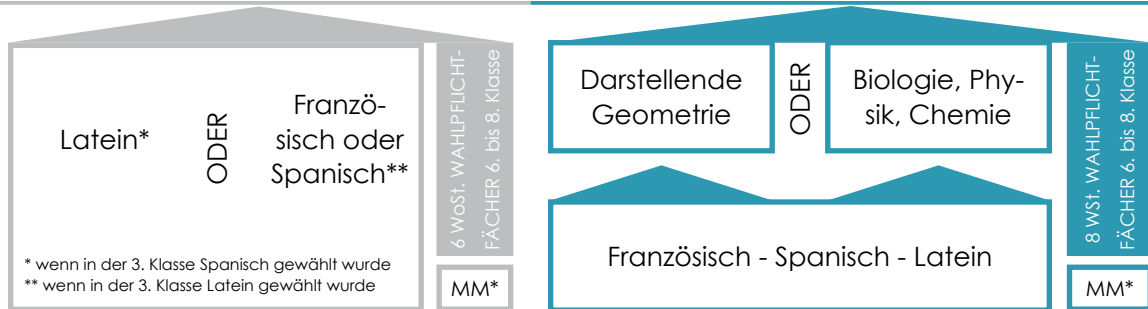 Latein*
ODER
Franzö-
sisch oder
Spanisch**
* wenn in der 3. Klasse Spanisch gewählt wurde
** wenn in der 3. Klasse Latein gewählt wurde
6 WoSt. WAHLPFLICHT-
FÄCHER 6. bis 8. Klasse
MM*
Darstellende
Geometrie
ODER
Biologie, Phy-
sik, Chemie
Französisch - Spanisch - Latein
8 WSt. WAHLPFLICHT-
FÄCHER 6. bis 8. Klasse
MM*